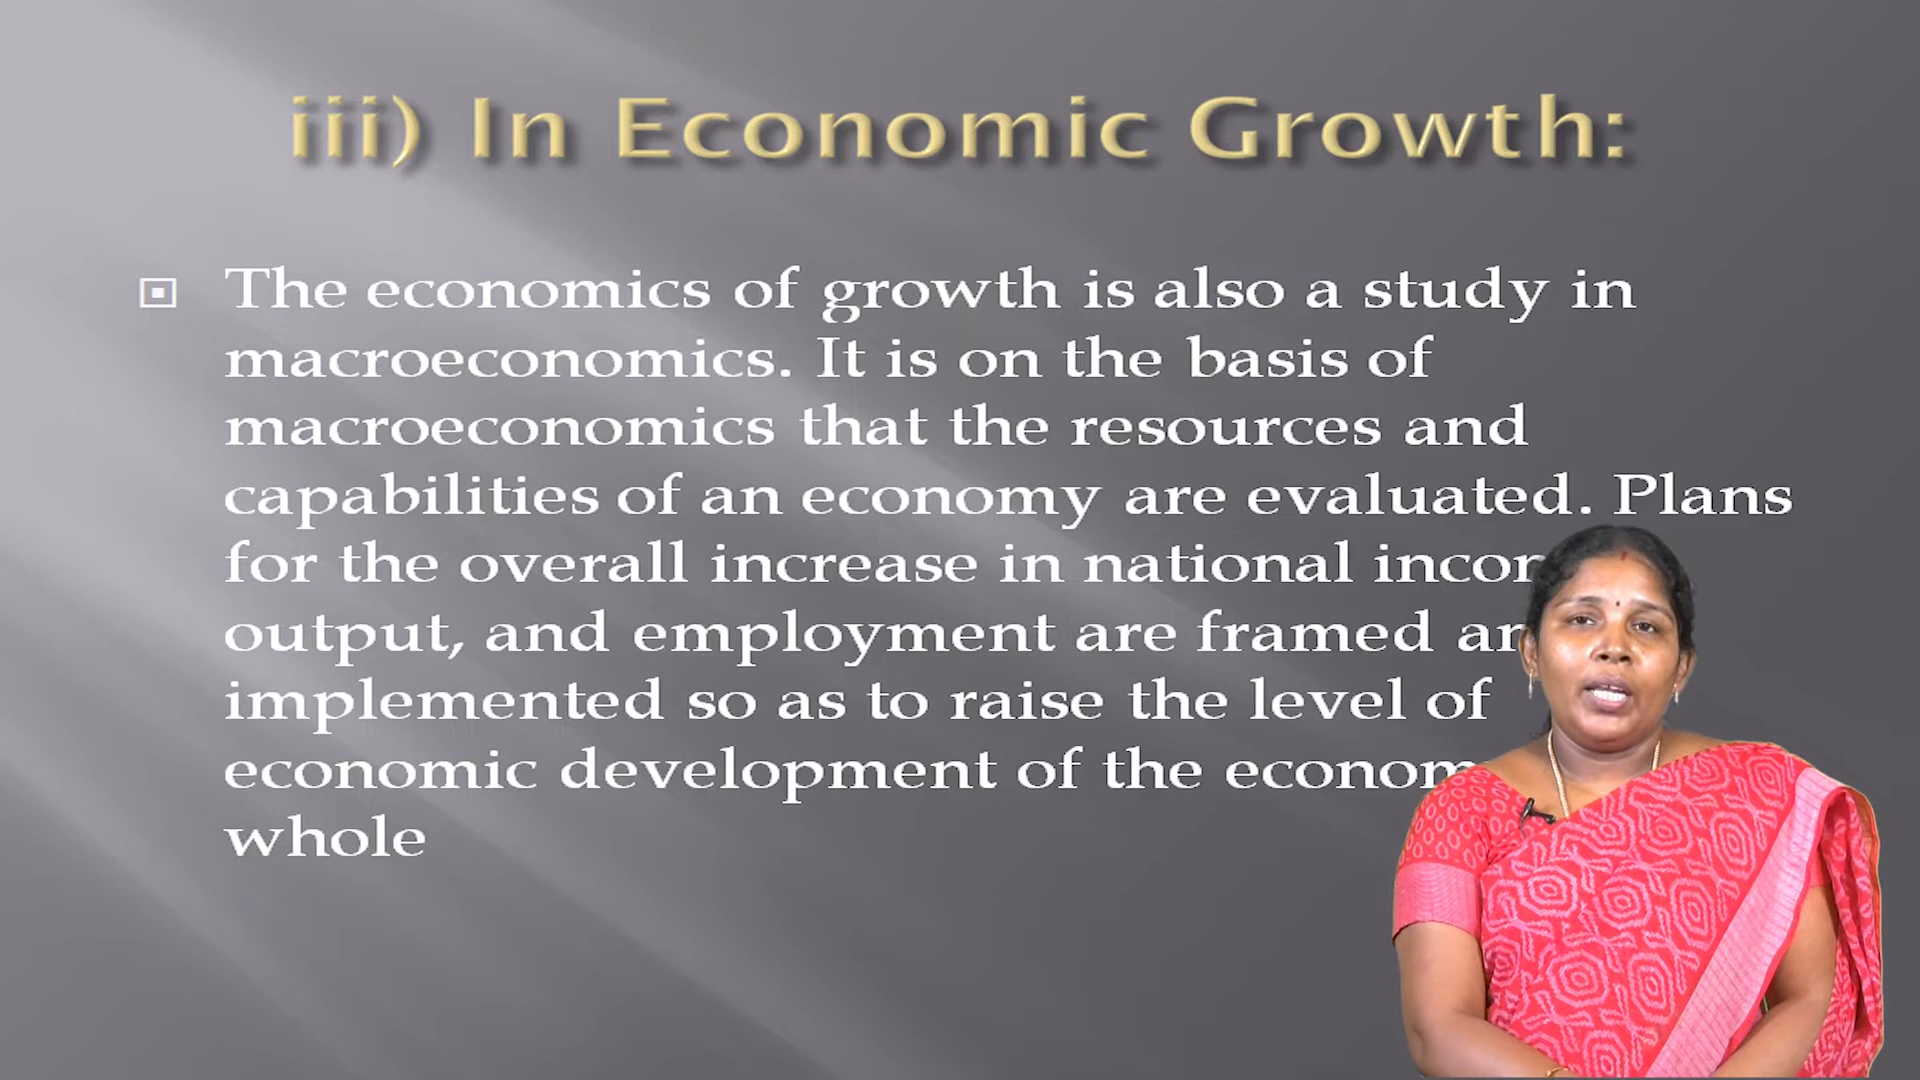 iii) In Economic Growth:
The economics of growth is also a study in
macroeconomics. It is on the basis of
macroeconomics that the resources and
capabilities of an economy are evaluated. Plans
for the overall increase in national
output, and employment are framed
implemented so as to raise the level of
economic development of the
whole